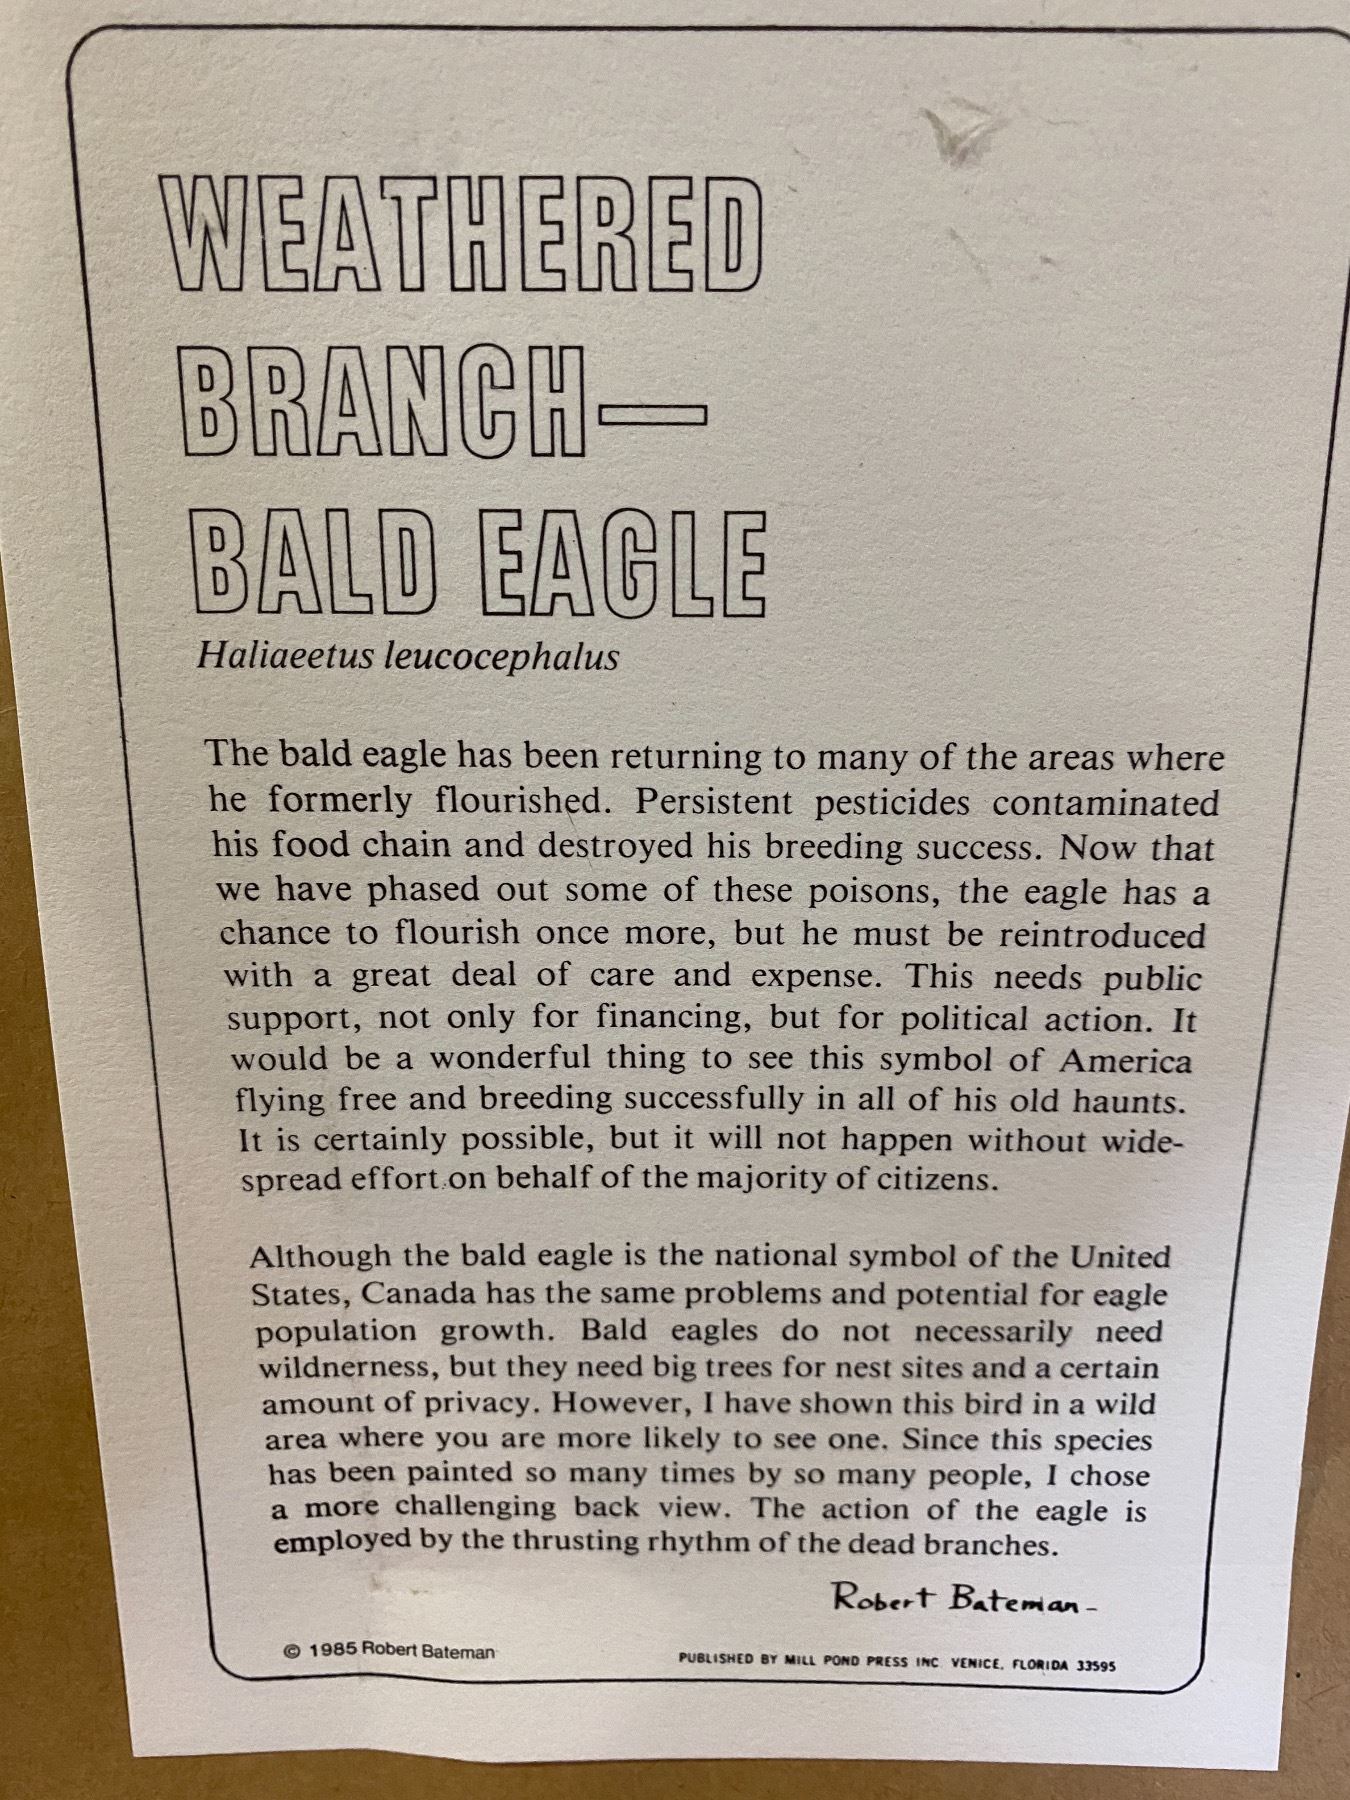 WEATHERED
BRANCH—
BALD EAGLE
Haliaeetus leucocephalus
The bald eagle has been returning to many of the areas where
he formerly flourished. Persistent pesticides contaminated
his food chain and destroyed his breeding success. Now that
we have phased out some of these poisons, the eagle has a
chance to flourish once more, but he must be reintroduced
with a great deal of care and expense. This needs public
support, not only for financing, but for political action. It
would be a wonderful thing to see this symbol of America
flying free and breeding successfully in all of his old haunts.
It is certainly possible, but it will not happen without wide-
spread effort on behalf of the majority of citizens.
Although the bald eagle is the national symbol of the United
States, Canada has the same problems and potential for eagle
population growth. Bald eagles do not necessarily need
wildnerness, but they need big trees for nest sites and a certain
amount of privacy. However, I have shown this bird in a wild
area where you are more likely to see one. Since this species
has been painted so many times by so many people, I chose
a more challenging back view. The action of the eagle is
employed by the thrusting rhythm of the dead branches.
Robert Bateman-
© 1985 Robert Bateman
PUBLISHED BY MILL POND PRESS INC. VENICE, FLORIDA 33595